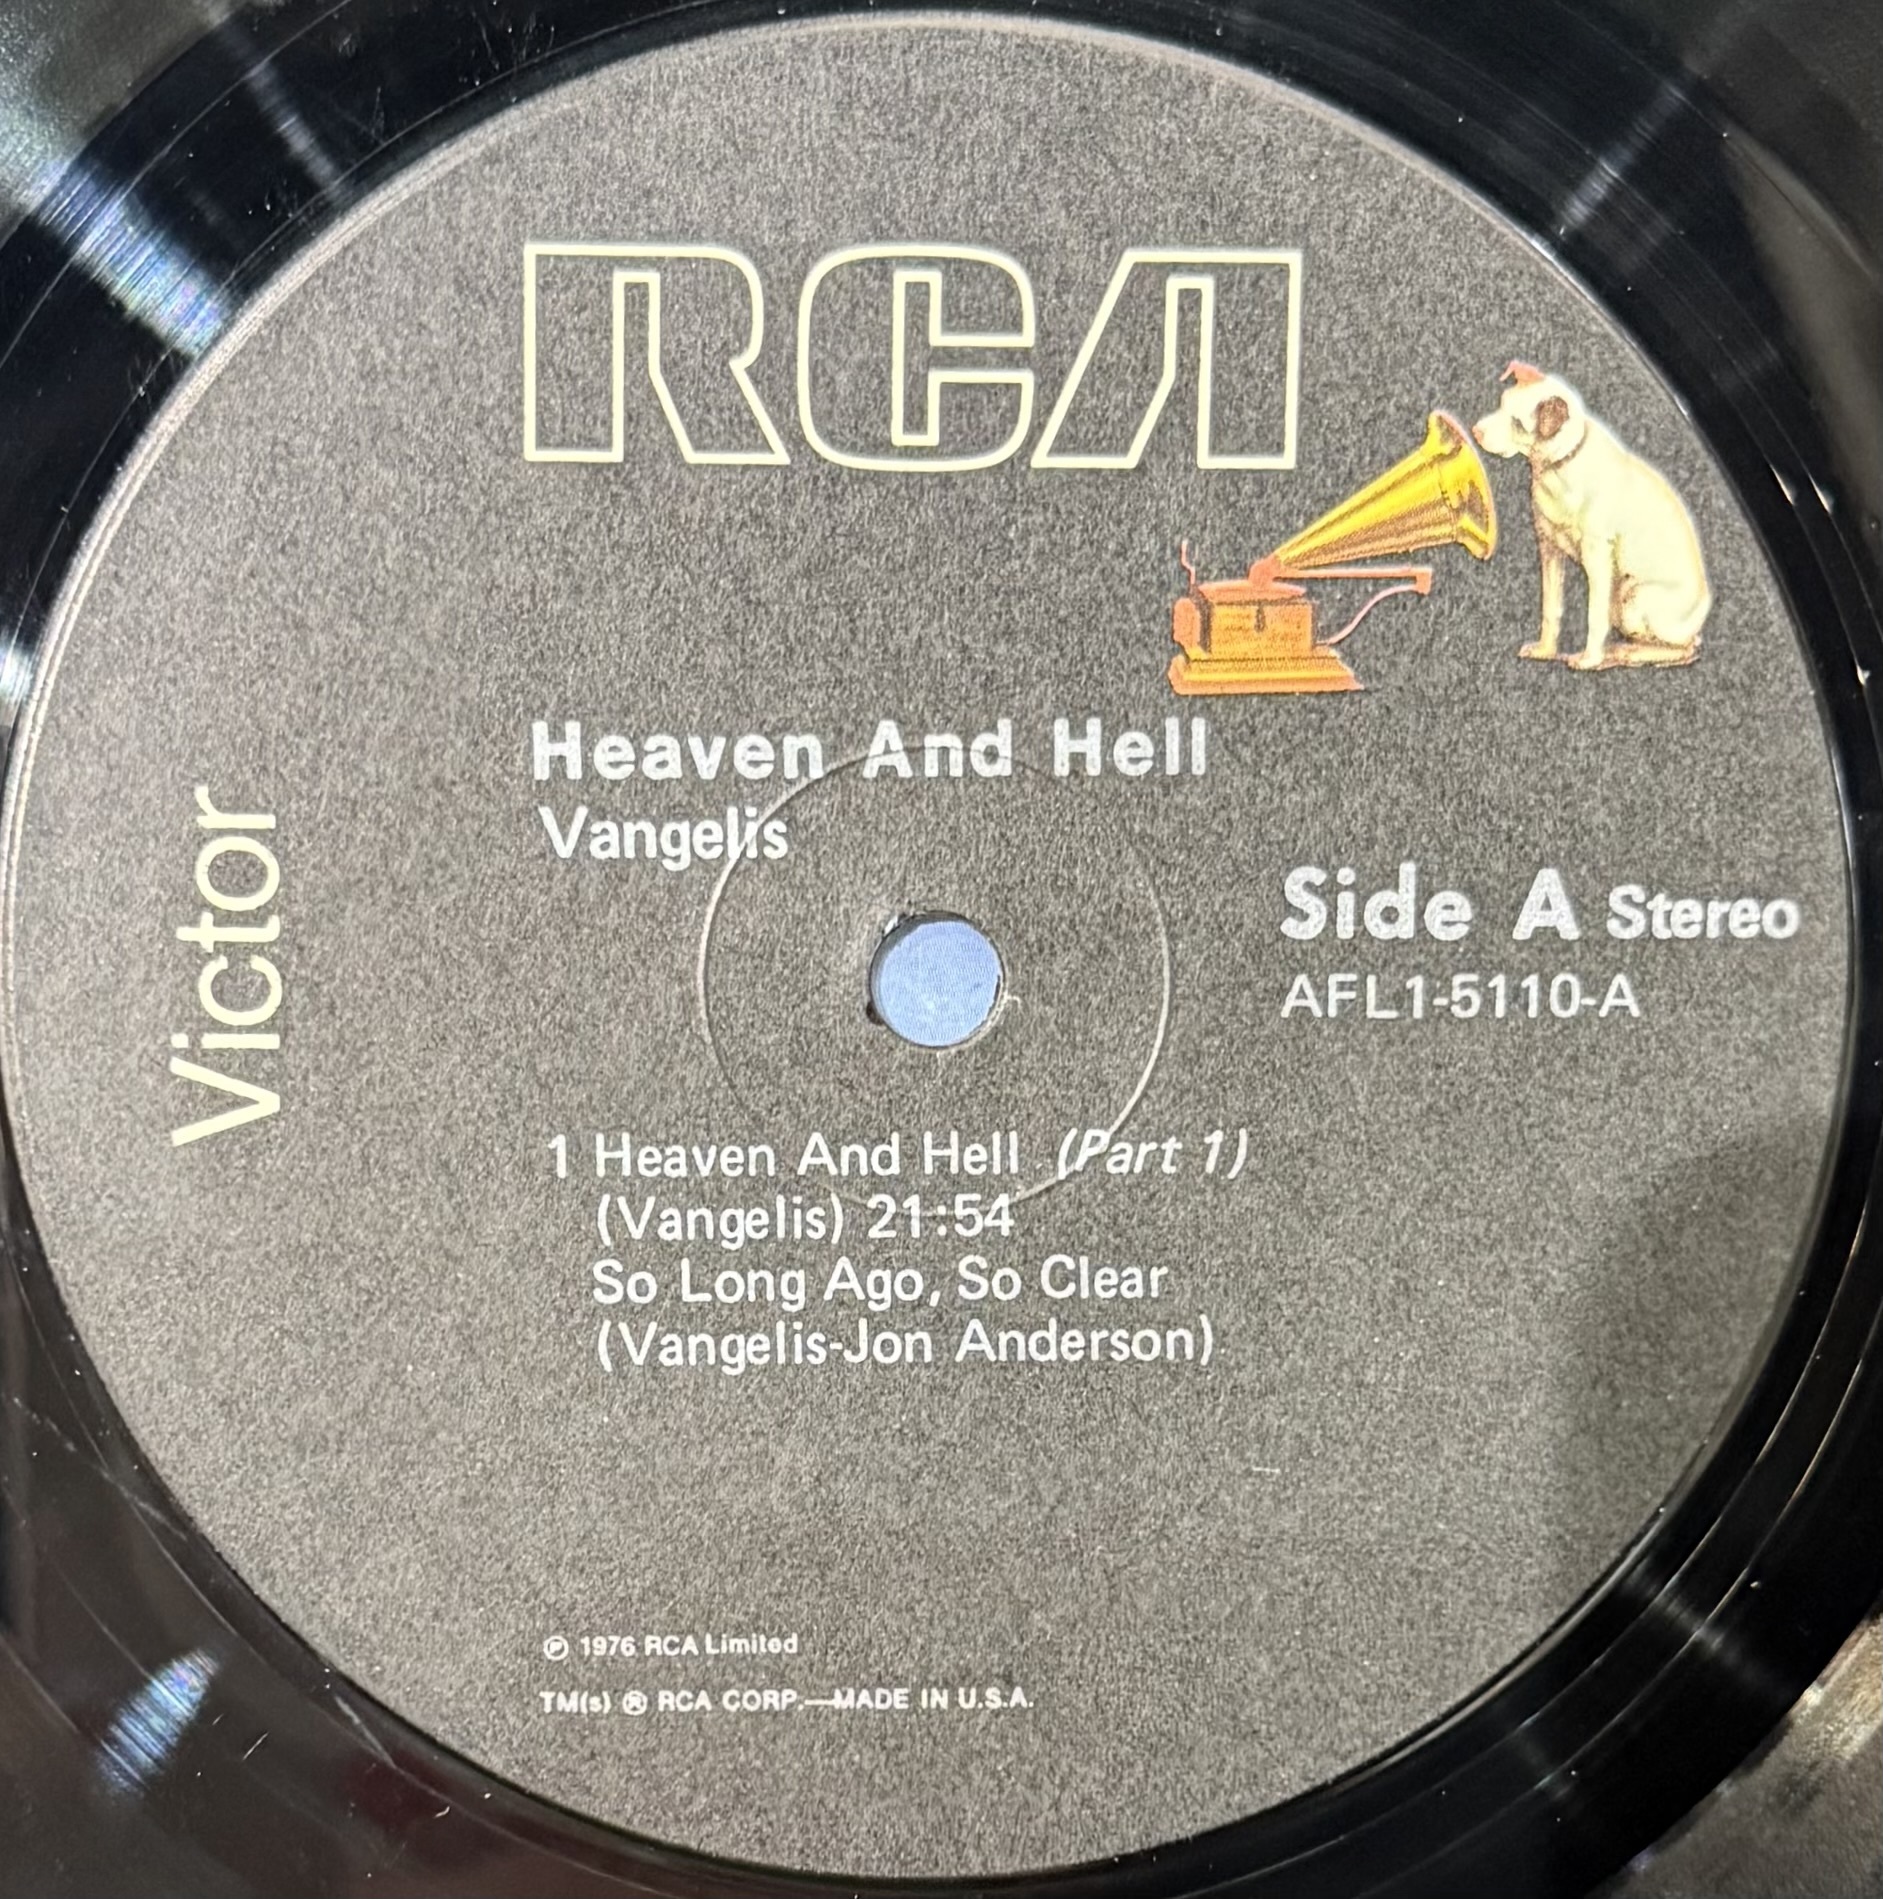 RCA
Victor
Heaven And Hell
Vangelis
Side A Stereo
AFL1-5110-A
1 Heaven And Hell (Part 1)
(Vangelis) 21:54
So Long Ago, So Clear
(Vangelis-Jon Anderson)
℗ 1976 RCA Limited
TM(s) ® RCA CORP.—MADE IN U.S.A.